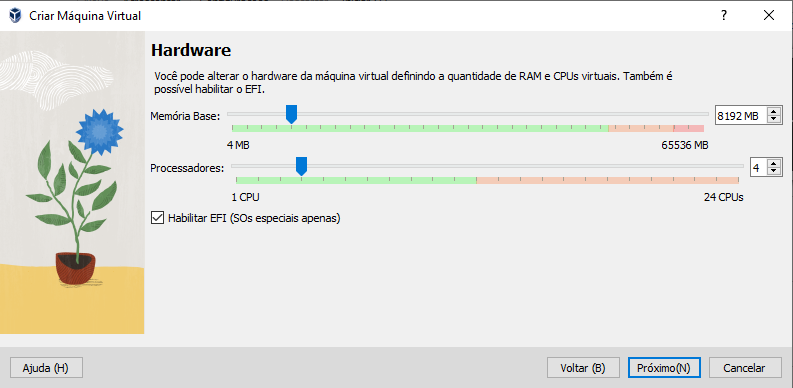 Criar Máquina Virtual
?
Hardware
Você pode alterar o hardware da máquina virtual definindo a quantidade de RAM e CPUs virtuais. Também é
possível habilitar o EFI.
Memória Base:
8192 MB
4 MB
65536 MB
Processadores:
4
1 CPU
24 CPUs
Habilitar EFI (SOs especiais apenas)
Ajuda (H)
Voltar (B)
Próximo(N)
Cancelar